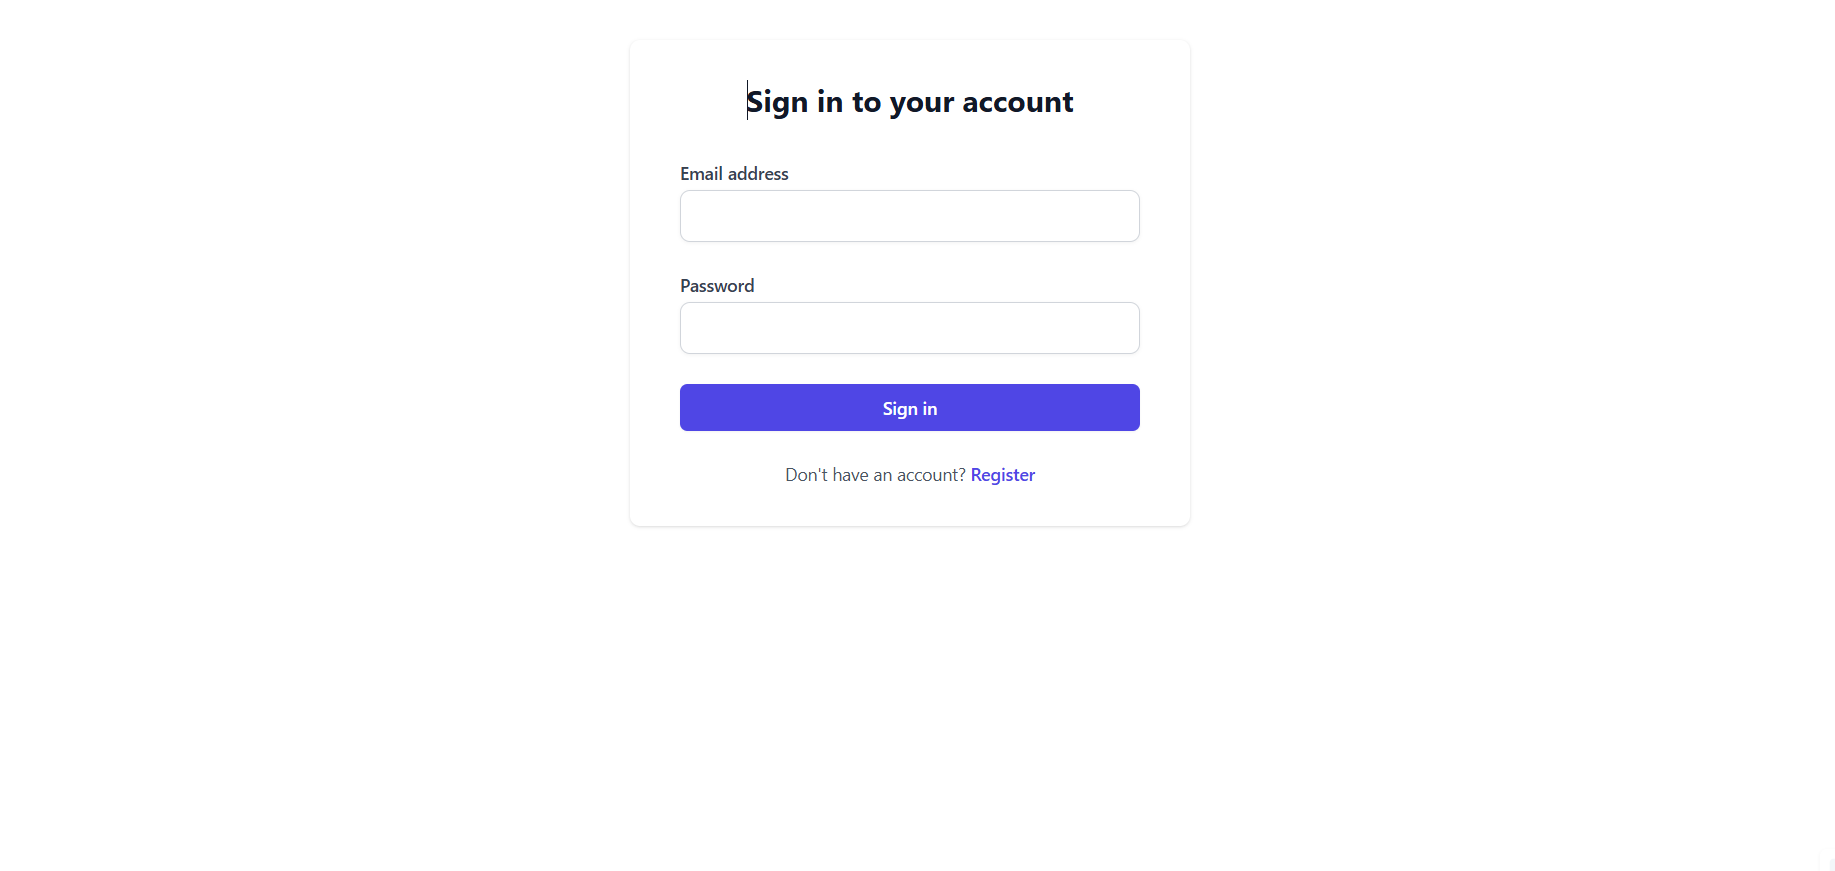 Sign in to your account
Email address
Password
Sign in
Don't have an account? Register